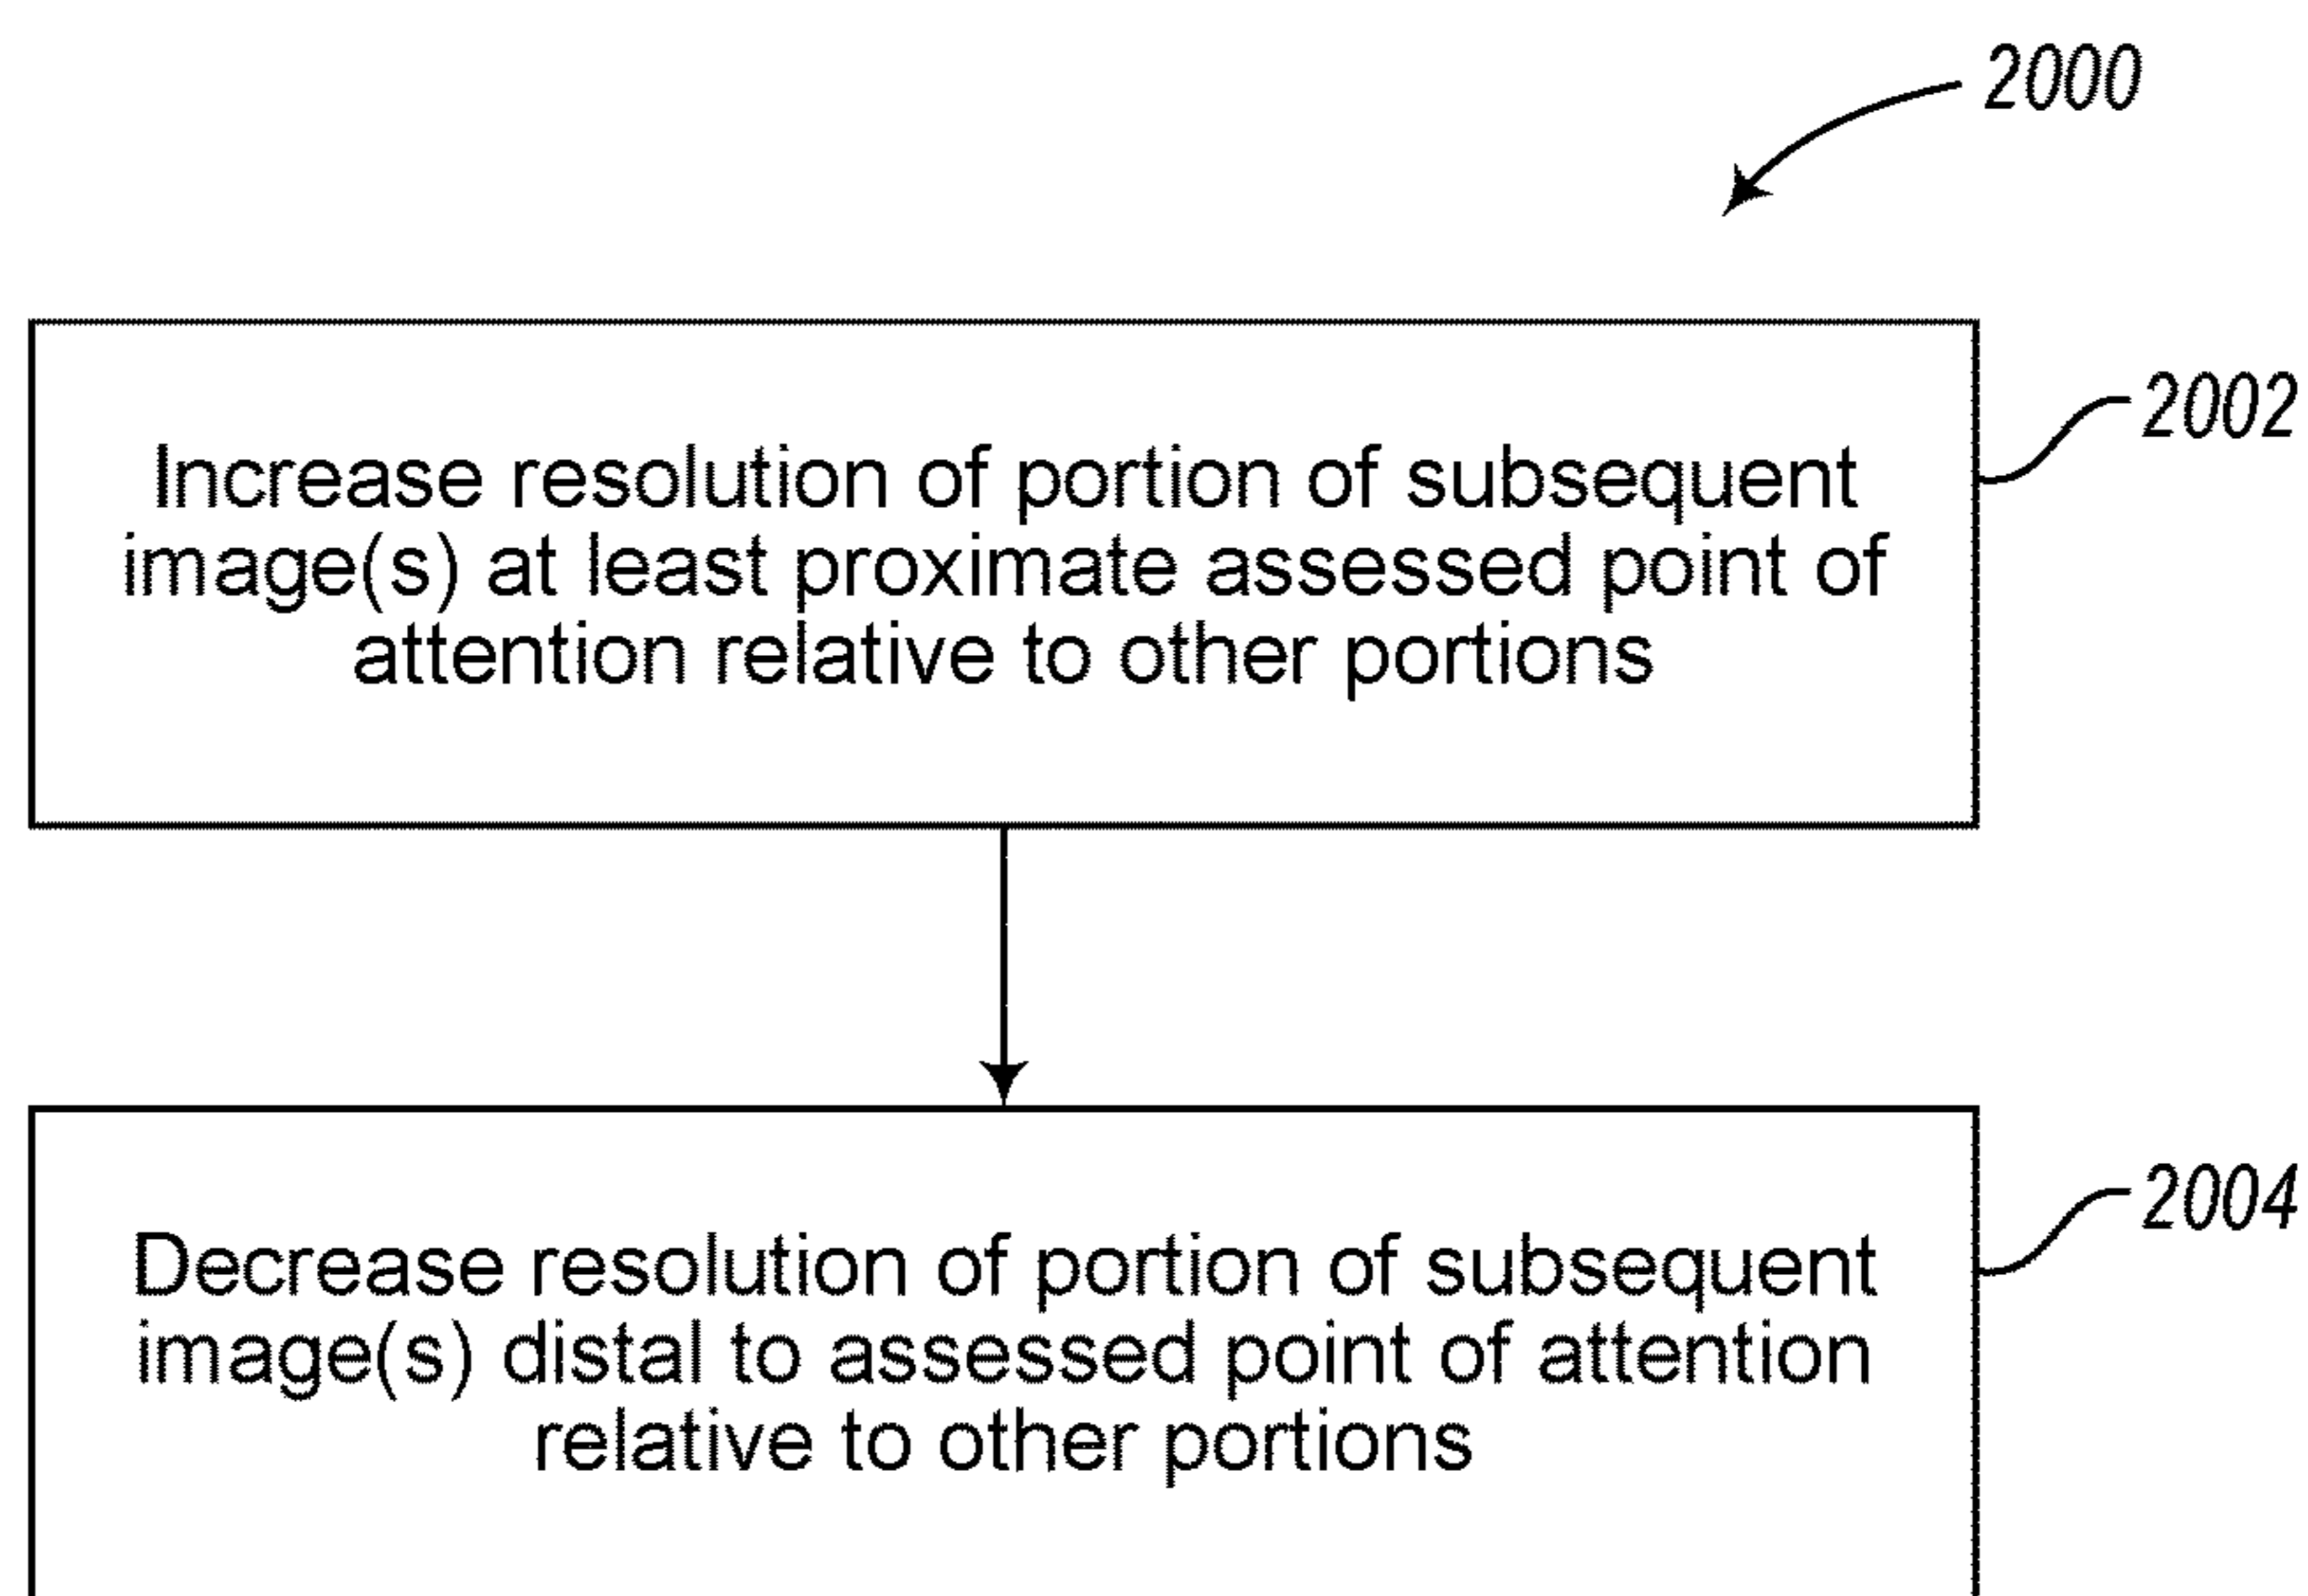 2000
2002
Increase resolution of portion of subsequent
image(s) at least proximate assessed point of
attention relative to other portions
2004
Decrease resolution of portion of subsequent
image(s) distal to assessed point of attention
relative to other portions